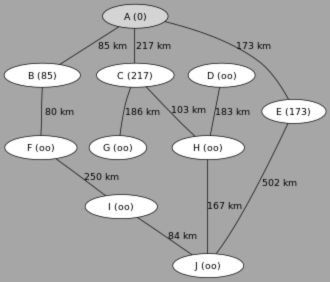 A (0)
85 km
217 km
173 km
B (85)
C (217)
D (oo)
E (173)
80 km
186 km
103 km
183 km
F (oo)
G (oo)
H (oo)
250 km
502 km
I (oo)
167 km
84 km
J (oo)